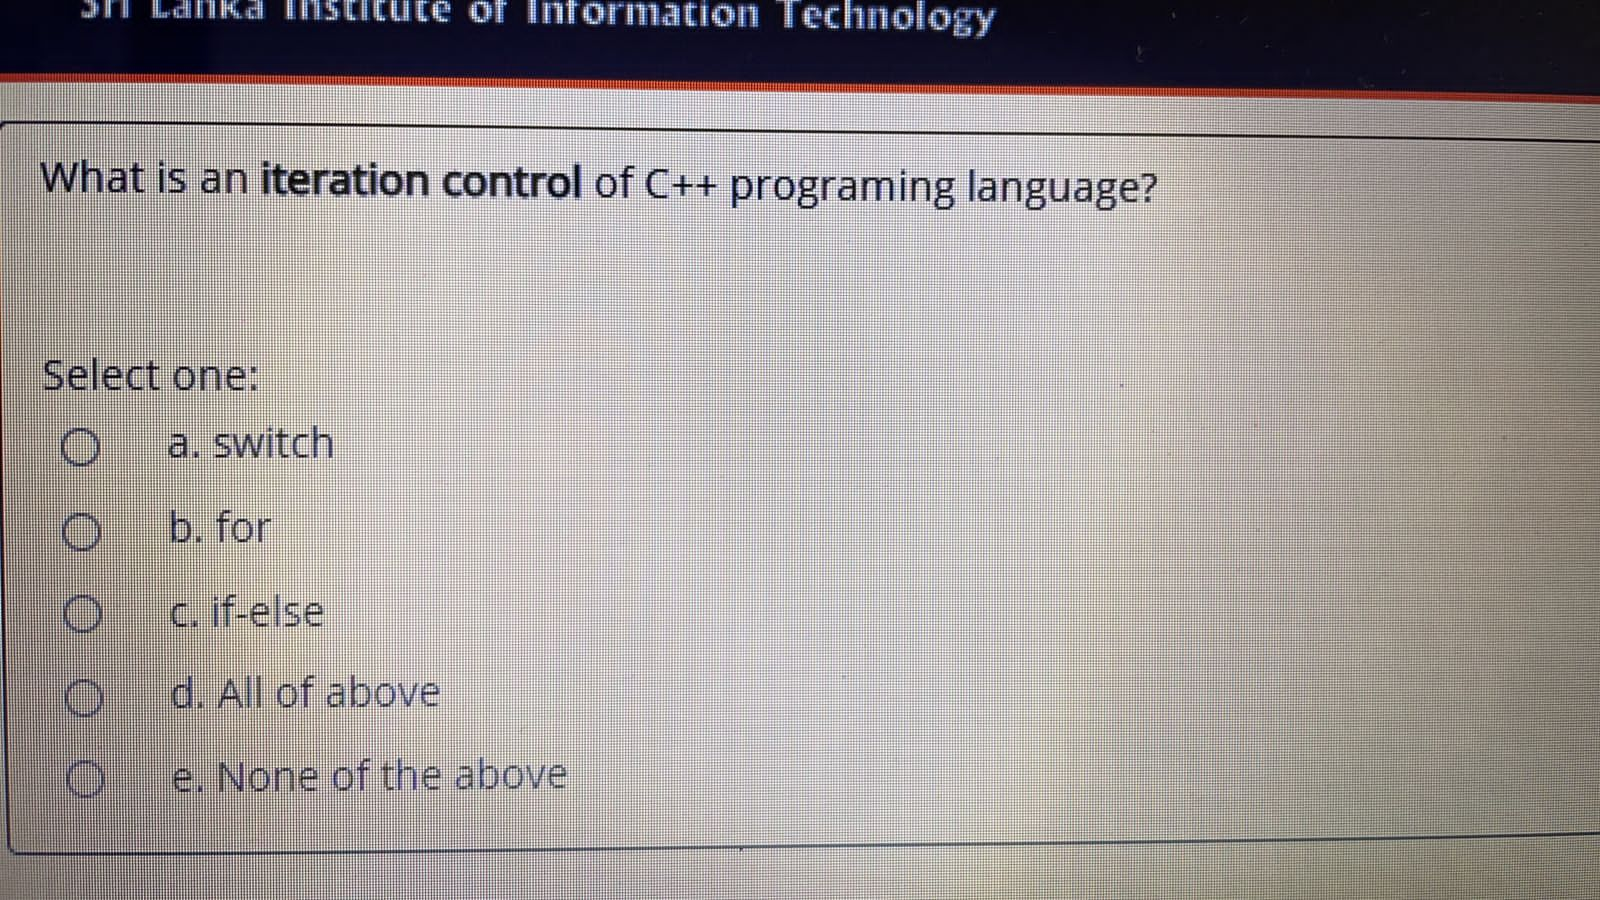 Sri Lanka Institute of Information Technology
What is an iteration control of C++ programing language?
Select one:
a. switch
b. for
c. if-else
d. All of above
e. None of the above